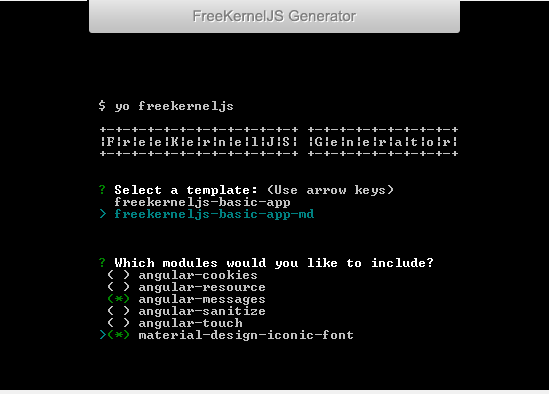 FreeKernelJS Generator
$ yo freekerneljs
+-+-+-+-+-+-+-+-+-+-+-+-+ +-+-+-+-+-+-+-+-+-+
¦F¦r¦e¦e¦K¦e¦r¦n¦e¦l¦J¦S¦ ¦G¦e¦n¦e¦r¦a¦t¦o¦r¦
+-+-+-+-+-+-+-+-+-+-+-+-+ +-+-+-+-+-+-+-+-+-+
? Select a template: (Use arrow keys)
freekerneljs-basic-app
> freekerneljs-basic-app-md
? Which modules would you like to include?
( ) angular-cookies
( ) angular-resource
(*) angular-messages
( ) angular-sanitize
( ) angular-touch
>(*) material-design-iconic-font